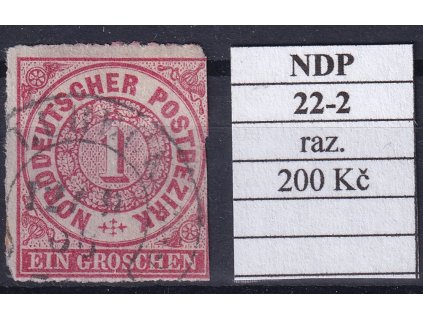 NORDDEUTSCHER POSTBEZIRK
1
EIN GROSCHEN
NDP
22-2
raz.
200 Kč